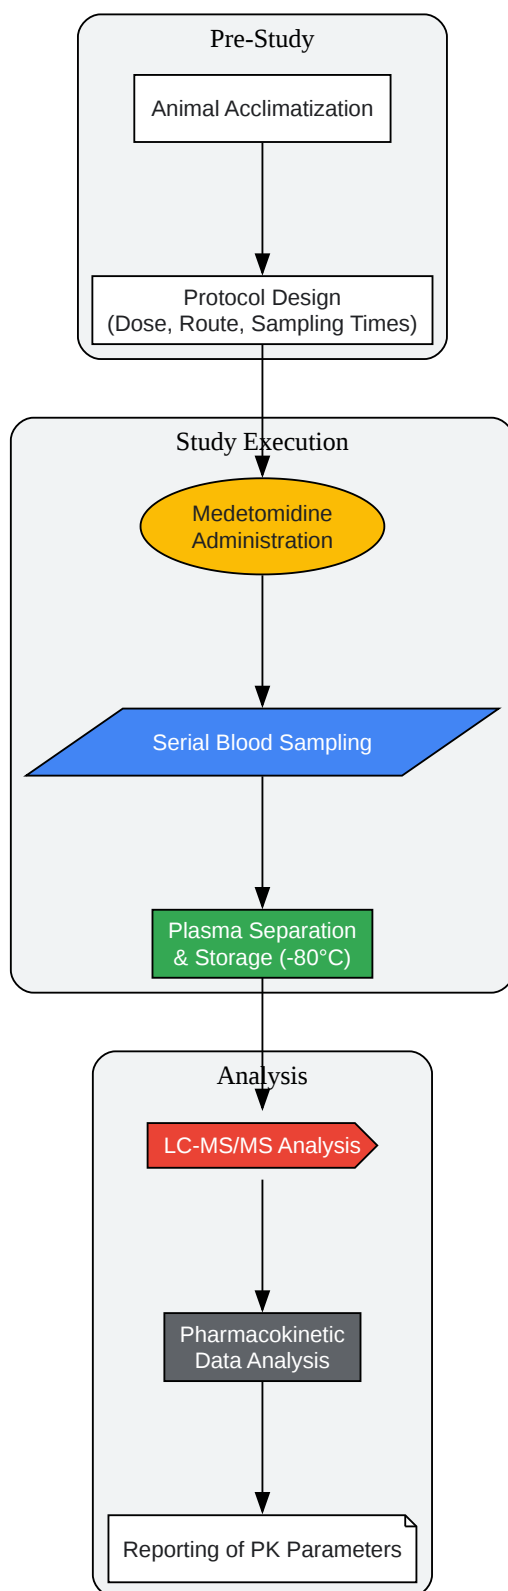 Pre-Study
Animal Acclimatization
Protocol Design
(Dose, Route, Sampling Times)
Study Execution
Medetomidine
Administration
Serial Blood Sampling
Plasma Separation
& Storage (-80°C)
Analysis
LC-MS/MS Analysis
Pharmacokinetic
Data Analysis
Reporting of PK Parameters